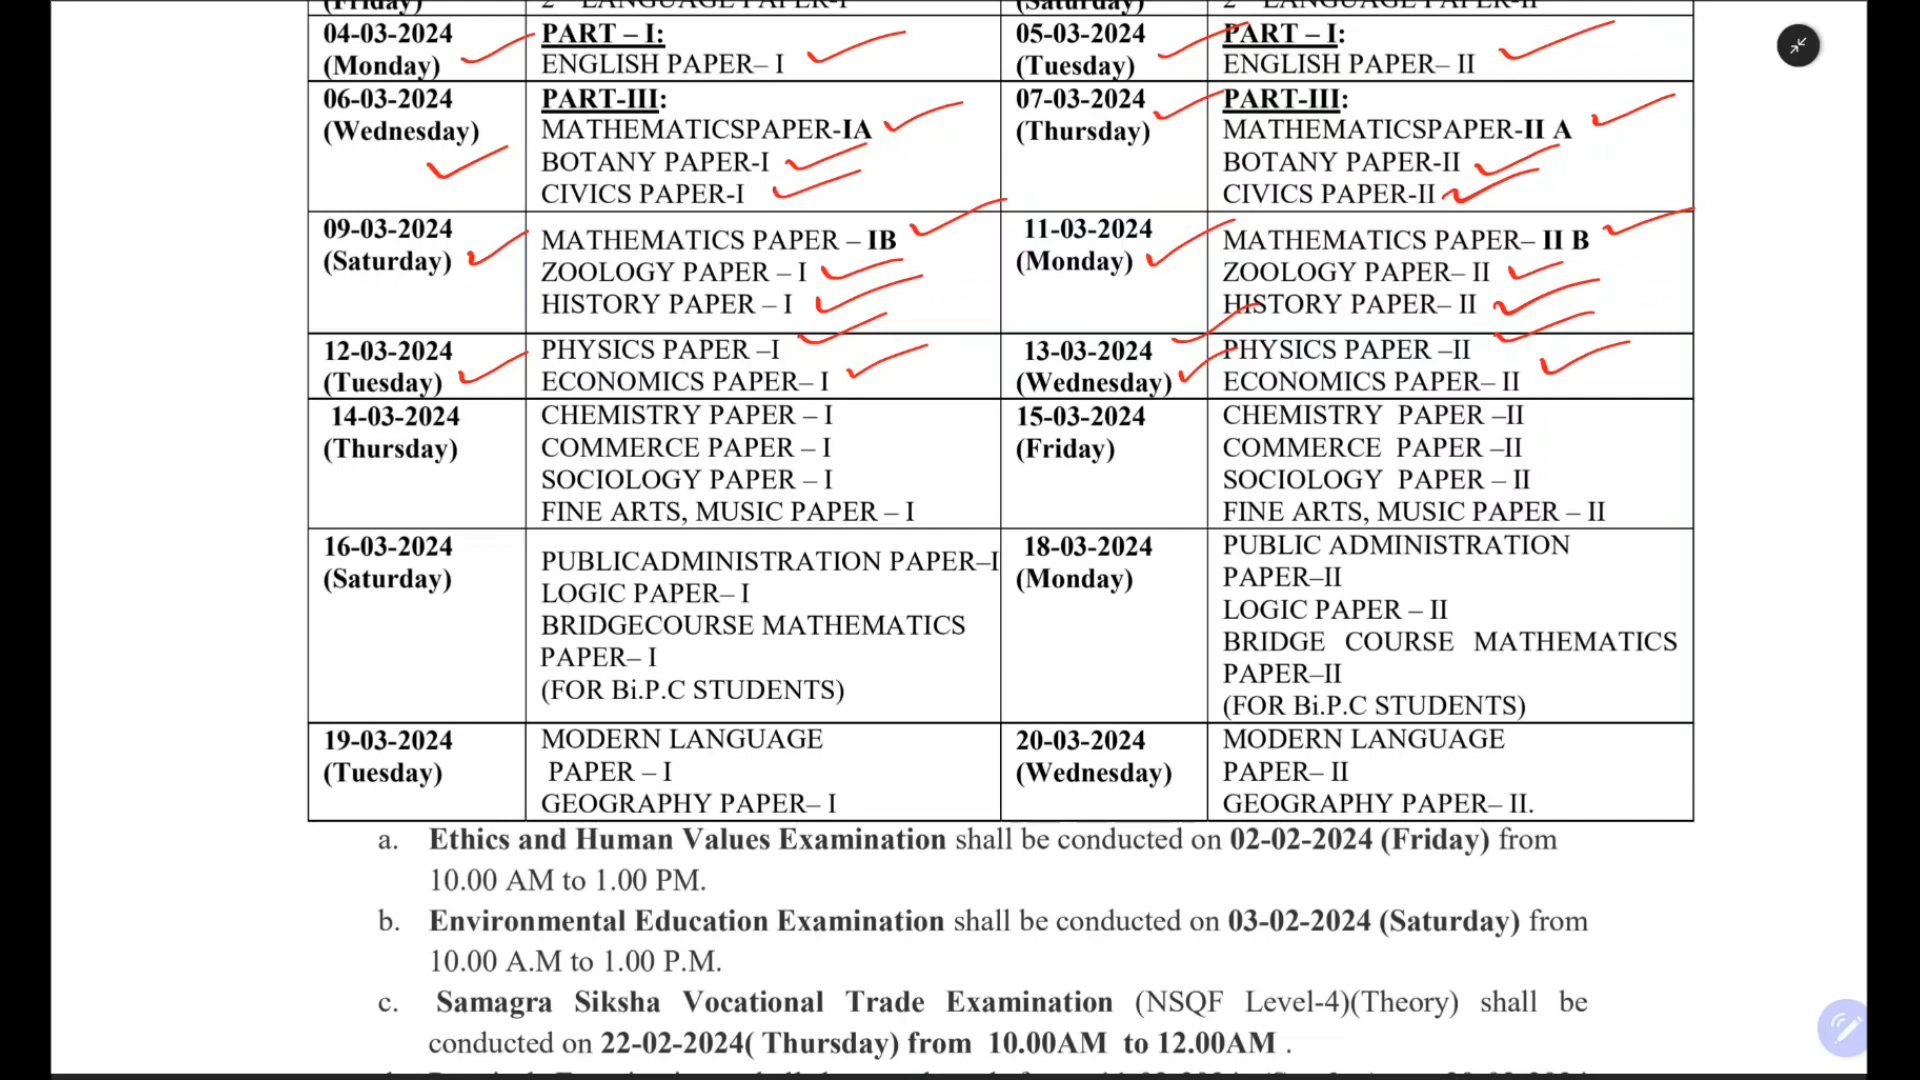 (Friday) 2 LANGUAGE PAPER-I (Saturday) 2 LANGUAGE PAPER-II
04-03-2024 PART – I: 05-03-2024 PART – I:
(Monday) ENGLISH PAPER– I (Tuesday) ENGLISH PAPER– II
06-03-2024 PART-III: 07-03-2024 PART-III:
(Wednesday) MATHEMATICSPAPER-IA (Thursday) MATHEMATICSPAPER-II A
BOTANY PAPER-I BOTANY PAPER-II
CIVICS PAPER-I CIVICS PAPER-II
09-03-2024 MATHEMATICS PAPER – IB 11-03-2024 MATHEMATICS PAPER– II B
(Saturday) ZOOLOGY PAPER – I (Monday) ZOOLOGY PAPER– II
HISTORY PAPER – I HISTORY PAPER– II
12-03-2024 PHYSICS PAPER –I 13-03-2024 PHYSICS PAPER –II
(Tuesday) ECONOMICS PAPER– I (Wednesday) ECONOMICS PAPER– II
14-03-2024 CHEMISTRY PAPER – I 15-03-2024 CHEMISTRY PAPER –II
(Thursday) COMMERCE PAPER – I (Friday) COMMERCE PAPER –II
SOCIOLOGY PAPER – I SOCIOLOGY PAPER – II
FINE ARTS, MUSIC PAPER – I FINE ARTS, MUSIC PAPER – II
16-03-2024 PUBLICADMINISTRATION PAPER–I 18-03-2024 PUBLIC ADMINISTRATION
(Saturday) LOGIC PAPER– I (Monday) PAPER–II
BRIDGECOURSE MATHEMATICS LOGIC PAPER – II
PAPER– I BRIDGE COURSE MATHEMATICS
(FOR Bi.P.C STUDENTS) PAPER–II
(FOR Bi.P.C STUDENTS)
19-03-2024 MODERN LANGUAGE 20-03-2024 MODERN LANGUAGE
(Tuesday) PAPER – I (Wednesday) PAPER– II
GEOGRAPHY PAPER– I GEOGRAPHY PAPER– II.
a. Ethics and Human Values Examination shall be conducted on 02-02-2024 (Friday) from
10.00 AM to 1.00 PM.
b. Environmental Education Examination shall be conducted on 03-02-2024 (Saturday) from
10.00 A.M to 1.00 P.M.
c. Samagra Siksha Vocational Trade Examination (NSQF Level-4)(Theory) shall be
conducted on 22-02-2024( Thursday) from 10.00AM to 12.00AM .